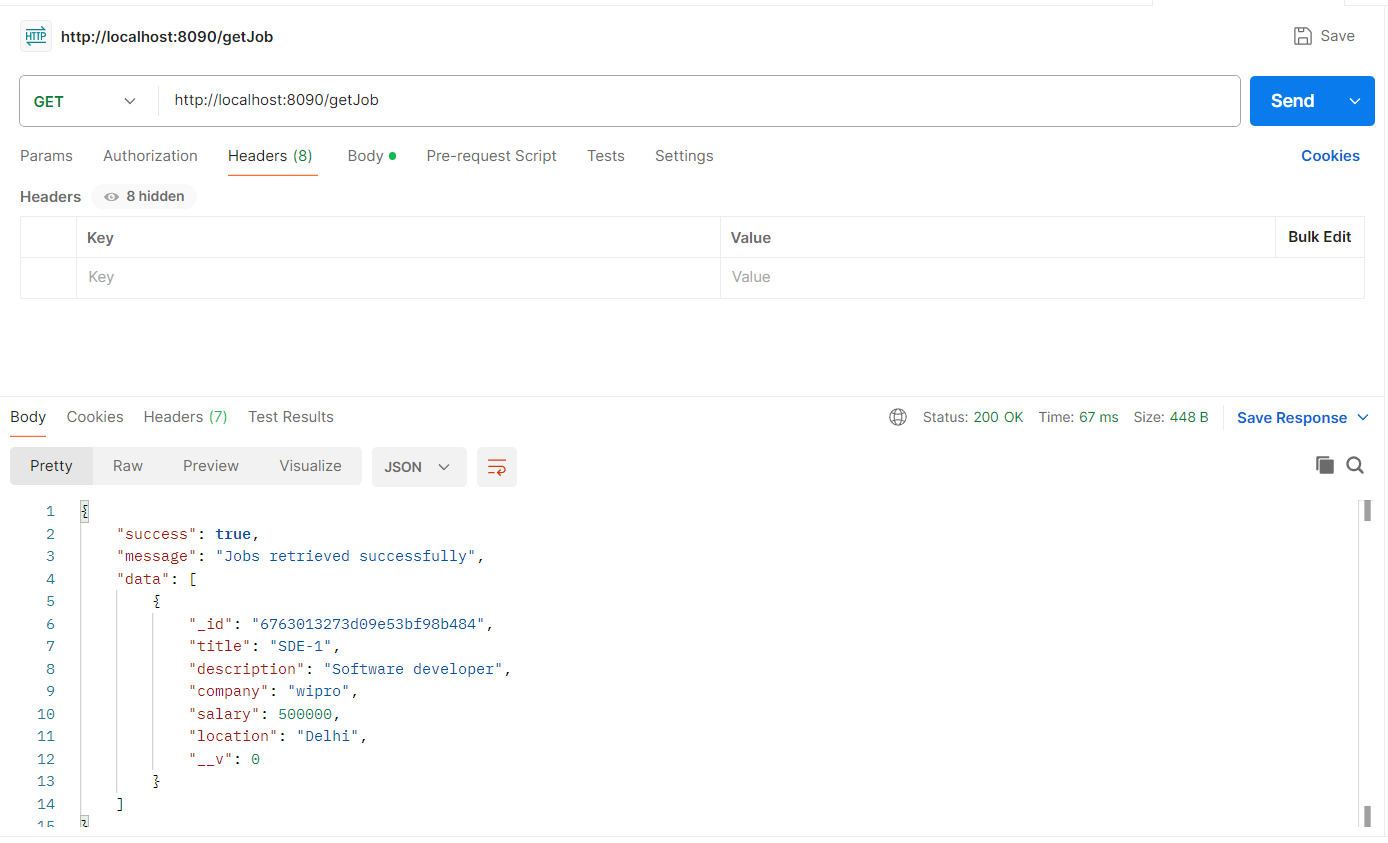 HTTP http://localhost:8090/getJob Save
GET http://localhost:8090/getJob Send
Params Authorization Headers (8) Body Pre-request Script Tests Settings Cookies
Headers 8 hidden
Key Value Bulk Edit
Key Value
Body Cookies Headers (7) Test Results Status: 200 OK Time: 67 ms Size: 448 B Save Response
Pretty Raw Preview Visualize JSON
1 {
2 "success": true,
3 "message": "Jobs retrieved successfully",
4 "data": [
5 {
6 "_id": "6763013273d09e53bf98b484",
7 "title": "SDE-1",
8 "description": "Software developer",
9 "company": "wipro",
10 "salary": 500000,
11 "location": "Delhi",
12 "__v": 0
13 }
14 ]
15 }